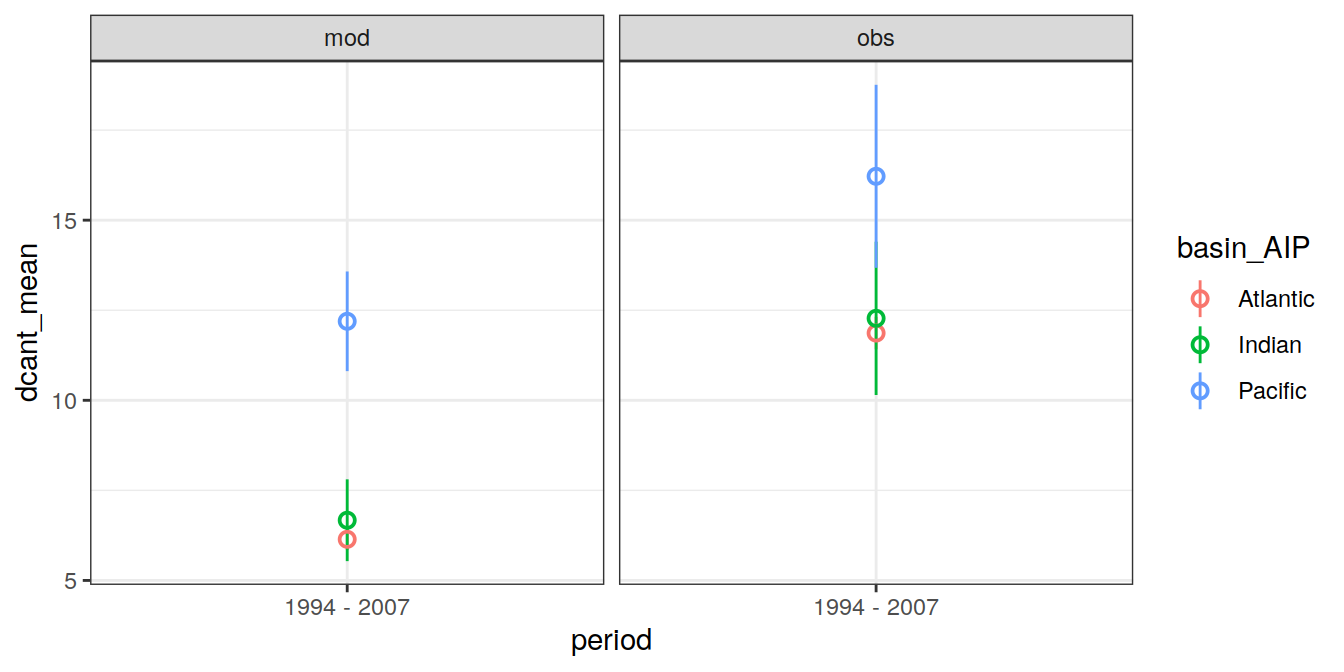 mod
obs
dcant_mean
15
10
5
1994 - 2007
1994 - 2007
period
basin_AIP
Atlantic
Indian
Pacific